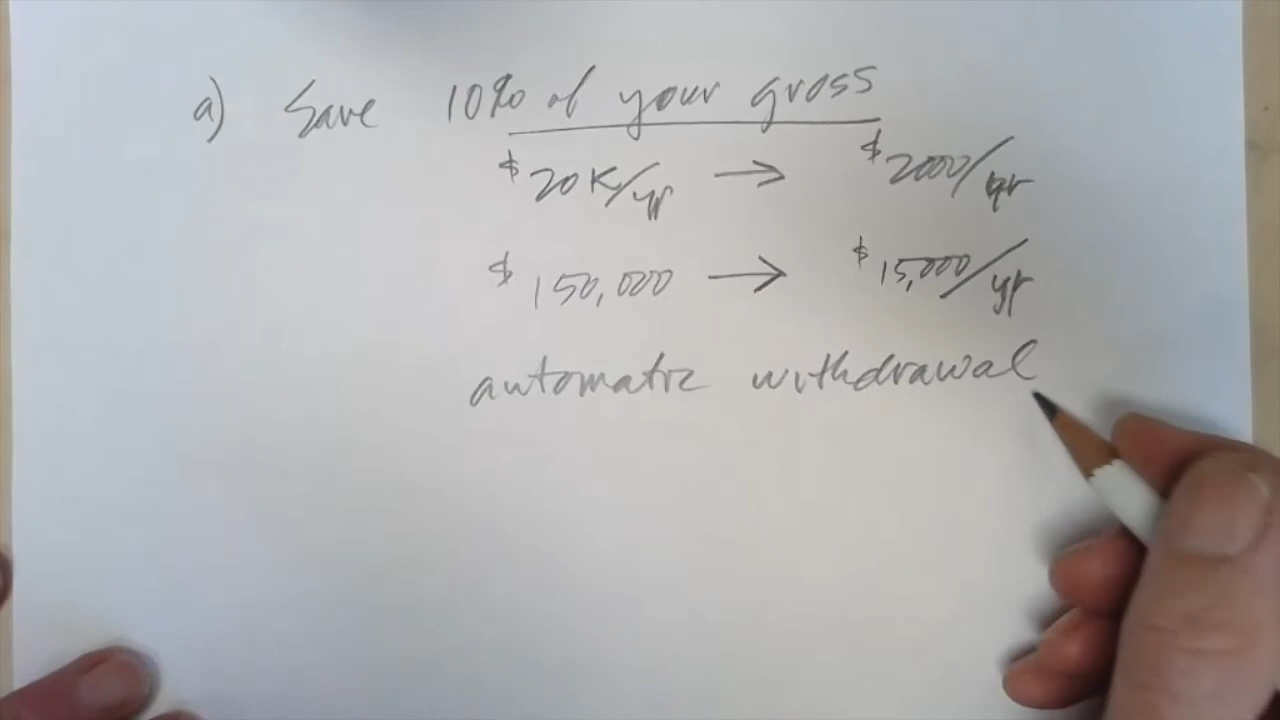 a) Save 10% of your gross
$20K/yr → $2000/yr
$150,000 → $15,000/yr
automatic withdrawal